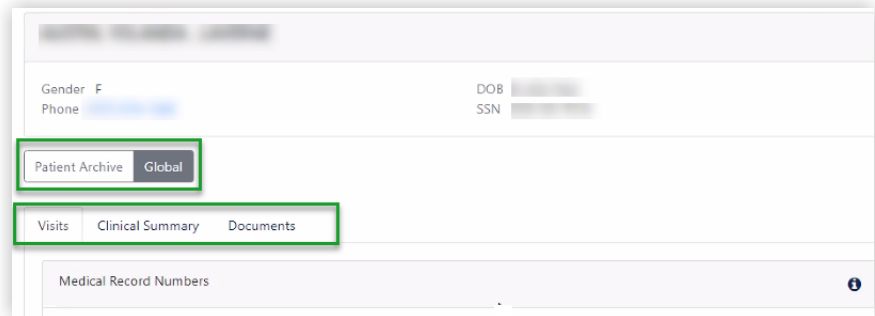 Gender F
DOB
Phone
SSN
Patient Archive Global
Visits Clinical Summary Documents
Medical Record Numbers